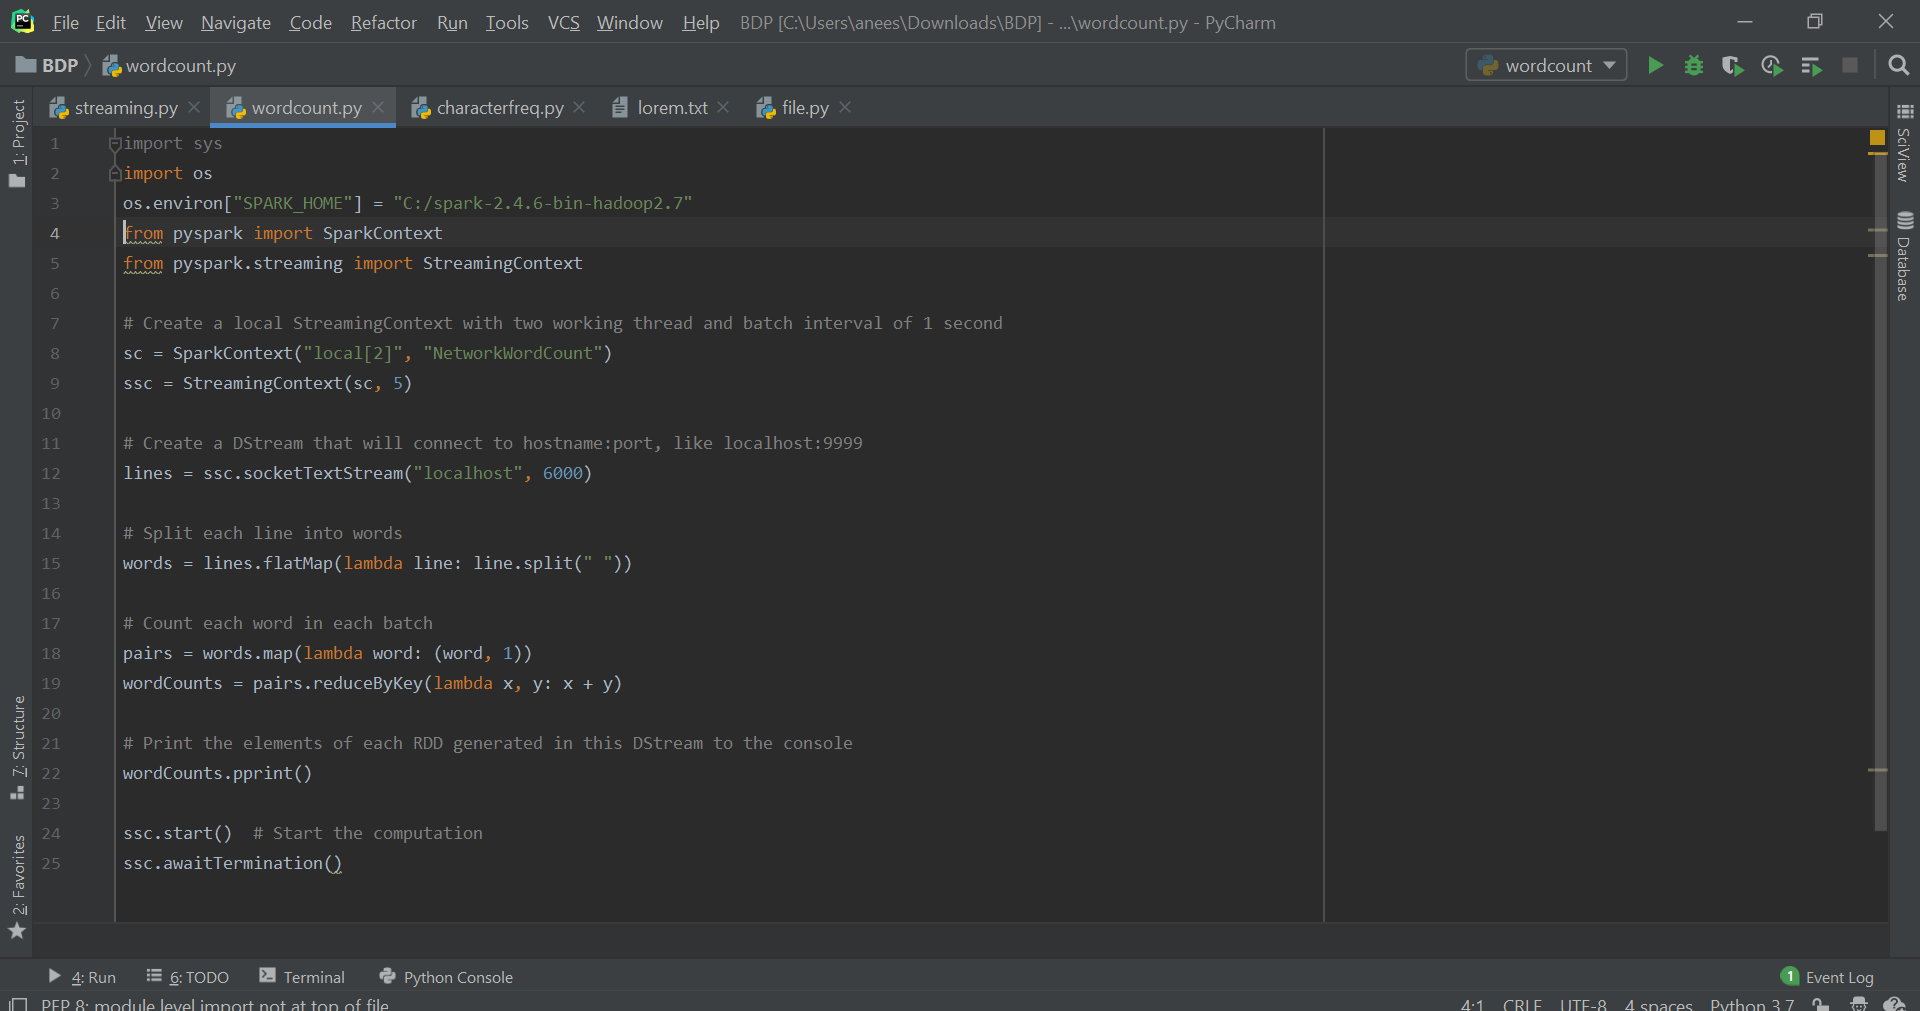 File Edit View Navigate Code Refactor Run Tools VCS Window Help BDP [C:\Users\anees\Downloads\BDP] - ...\wordcount.py - PyCharm
BDP wordcount.py wordcount
streaming.py wordcount.py characterfreq.py lorem.txt file.py
1: Project
SciView
Database
7: Structure
2: Favorites
1 import sys
2 import os
3 os.environ["SPARK_HOME"] = "C:/spark-2.4.6-bin-hadoop2.7"
4 from pyspark import SparkContext
5 from pyspark.streaming import StreamingContext
6
7 # Create a local StreamingContext with two working thread and batch interval of 1 second
8 sc = SparkContext("local[2]", "NetworkWordCount")
9 ssc = StreamingContext(sc, 5)
10
11 # Create a DStream that will connect to hostname:port, like localhost:9999
12 lines = ssc.socketTextStream("localhost", 6000)
13
14 # Split each line into words
15 words = lines.flatMap(lambda line: line.split(" "))
16
17 # Count each word in each batch
18 pairs = words.map(lambda word: (word, 1))
19 wordCounts = pairs.reduceByKey(lambda x, y: x + y)
20
21 # Print the elements of each RDD generated in this DStream to the console
22 wordCounts.pprint()
23
24 ssc.start()  # Start the computation
25 ssc.awaitTermination()
4: Run 6: TODO Terminal Python Console 1 Event Log
PEP 8: module level import not at top of file 4:1 CRLF UTF-8 4 spaces Python 3.7